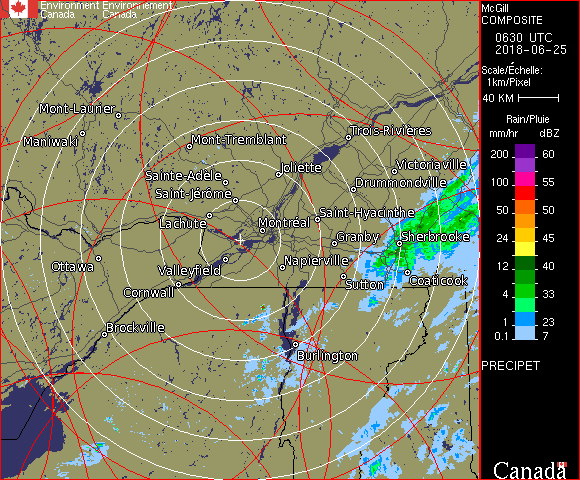 Environment Environnement
Canada Canada
McGill
COMPOSITE
0630 UTC
2018-06-25
Scale/Échelle:
1km/Pixel
40 KM
Rain/Pluie
mm/hr dBZ
200 60
150 57
100 55
50 50
24 45
12 40
4 33
1 23
0.1 7
PRECIPET
Canada
Mont-Laurier
Maniwaki
Mont-Tremblant
Trois-Rivières
Sainte-Adèle
Joliette
Victoriaville
Saint-Jérôme
Drummondville
Lachute
Saint-Hyacinthe
Montréal
Granby
Sherbrooke
Ottawa
Valleyfield
Napierville
Cornwall
Sutton
Coaticook
Brockville
Burlington